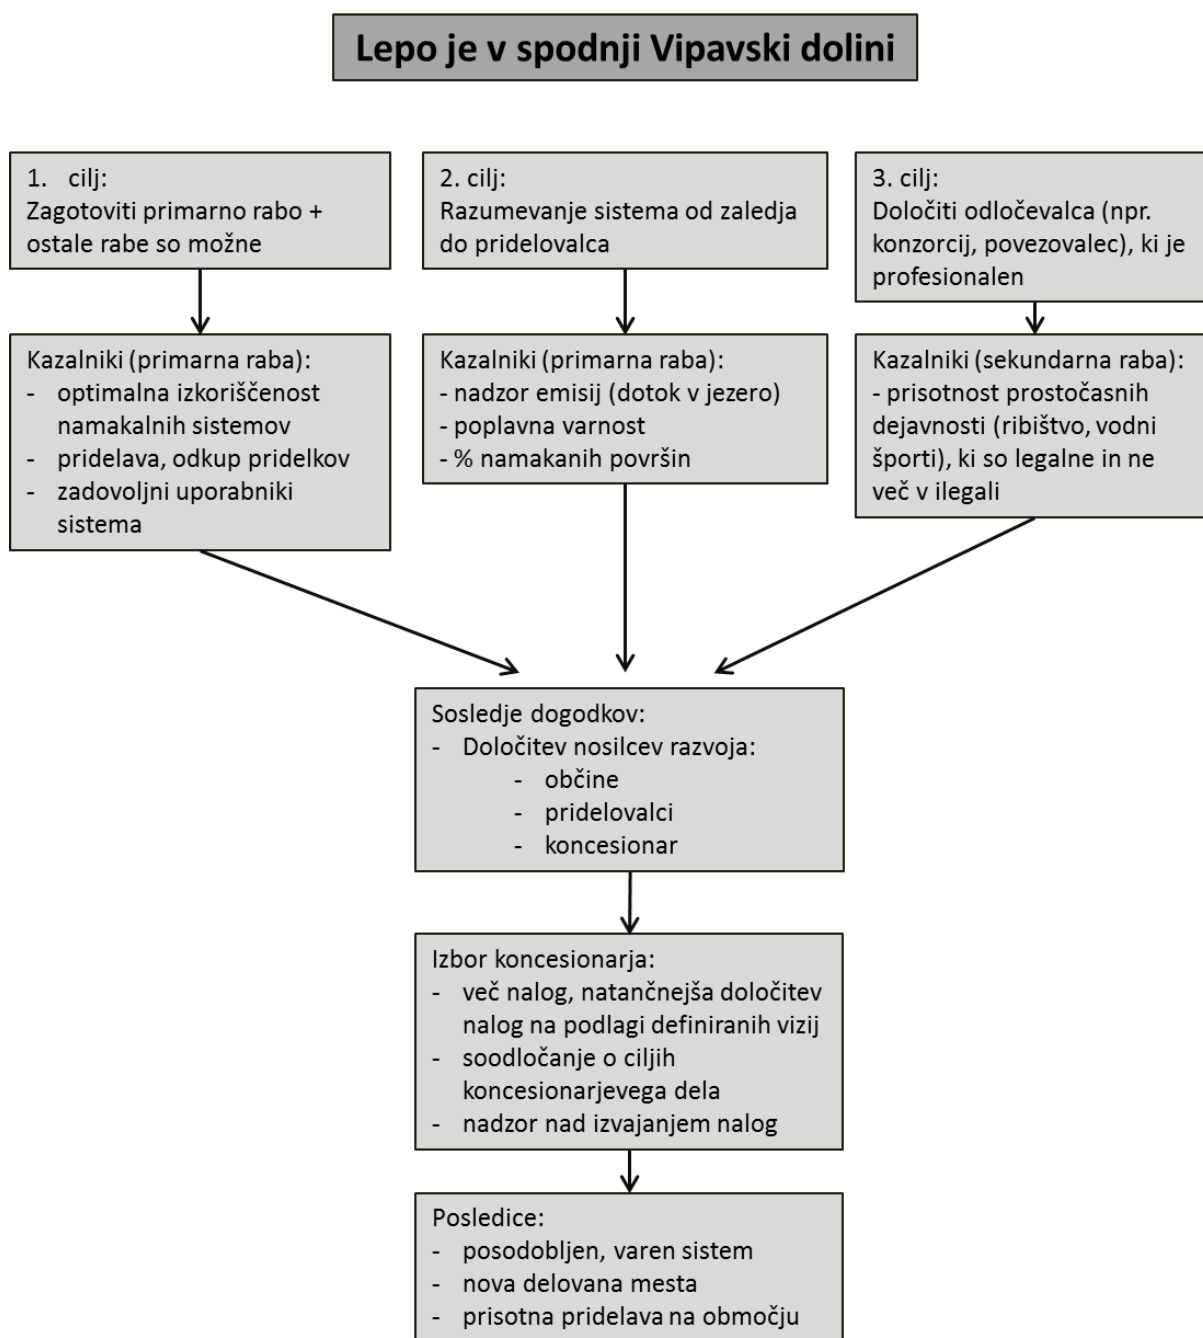 Lepo je v spodnji Vipavski dolini
1. cilj:
Zagotoviti primarno rabo +
ostale rabe so možne
2. cilj:
Razumevanje sistema od zaledja
do pridelovalca
3. cilj:
Določiti odločevalca (npr.
konzorcij, povezovalec), ki je
profesionalen
Kazalniki (primarna raba):
- optimalna izkoriščenost
namakalnih sistemov
- pridelava, odkup pridelkov
- zadovoljni uporabniki
sistema
Kazalniki (primarna raba):
- nadzor emisij (dotok v jezero)
- poplavna varnost
- % namakanih površin
Kazalniki (sekundarna raba):
- prisotnost prostočasnih
dejavnosti (ribištvo, vodni
športi), ki so legalne in ne
več v ilegali
Sosledje dogodkov:
- Določitev nosilcev razvoja:
- občine
- pridelovalci
- koncesionar
Izbor koncesionarja:
- več nalog, natančnejša določitev
nalog na podlagi definiranih vizij
- soodločanje o ciljih
koncesionarjevega dela
- nadzor nad izvajanjem nalog
Posledice:
- posodobljen, varen sistem
- nova delovana mesta
- prisotna pridelava na območju